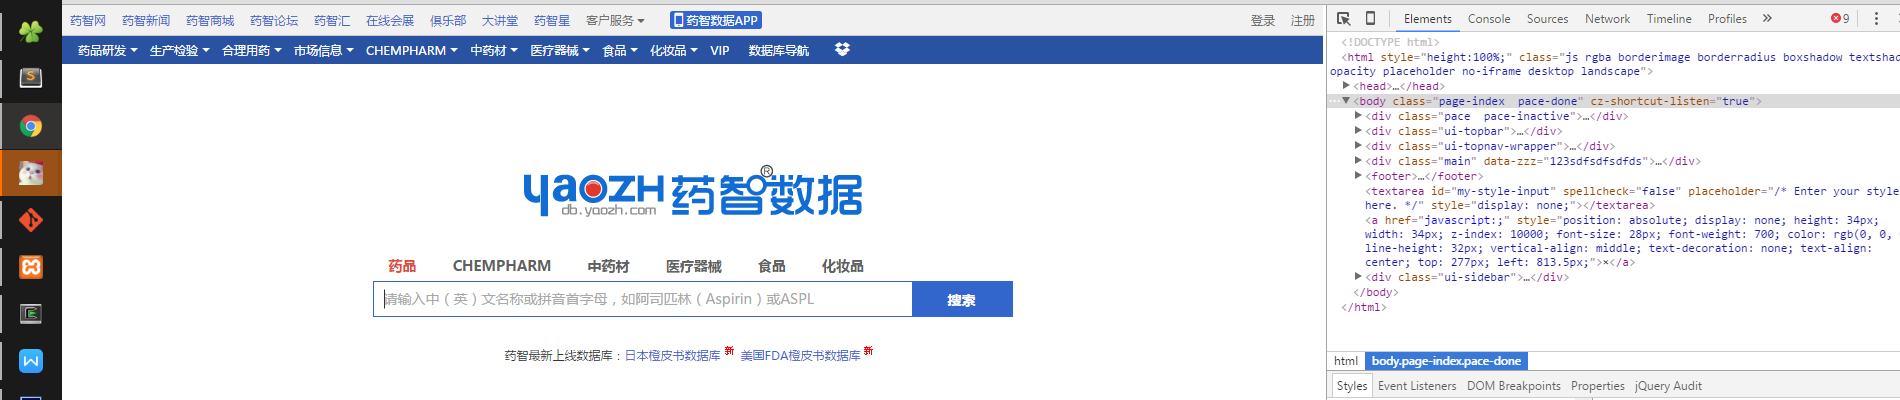 药智网 药智新闻 药智商城 药智论坛 药智汇 在线会展 俱乐部 大讲堂 药智星 客户服务 药智数据APP 登录 注册
药品研发 生产检验 合理用药 市场信息 CHEMPHARM 中药材 医疗器械 食品 化妆品 VIP 数据库导航
yaozh 药智数据 ®
db.yaozh.com
药品 CHEMPHARM 中药材 医疗器械 食品 化妆品
请输入中（英）文名称或拼音首字母，如阿司匹林（Aspirin）或ASPL 搜索
药智最新上线数据库：日本橙皮书数据库 新 美国FDA橙皮书数据库 新
Elements Console Sources Network Timeline Profiles » 9
<!DOCTYPE html>
<html style="height:100%;" class="js rgba borderimage borderradius boxshadow textshad
opacity placeholder no-iframe desktop landscape">
<head>…</head>
<body class="page-index  pace-done" cz-shortcut-listen="true">
<div class="pace  pace-inactive">…</div>
<div class="ui-topbar">…</div>
<div class="ui-topnav-wrapper">…</div>
<div class="main" data-zzz="123sdfsdfsdfds">…</div>
<footer>…</footer>
<textarea id="my-style-input" spellcheck="false" placeholder="/* Enter your style
here. */" style="display: none;"></textarea>
<a href="javascript:;" style="position: absolute; display: none; height: 34px;
width: 34px; z-index: 10000; font-size: 28px; font-weight: 700; color: rgb(0, 0,
line-height: 32px; vertical-align: middle; text-decoration: none; text-align:
center; top: 277px; left: 813.5px;">×</a>
<div class="ui-sidebar">…</div>
</body>
</html>
html body.page-index.pace-done
Styles Event Listeners DOM Breakpoints Properties jQuery Audit